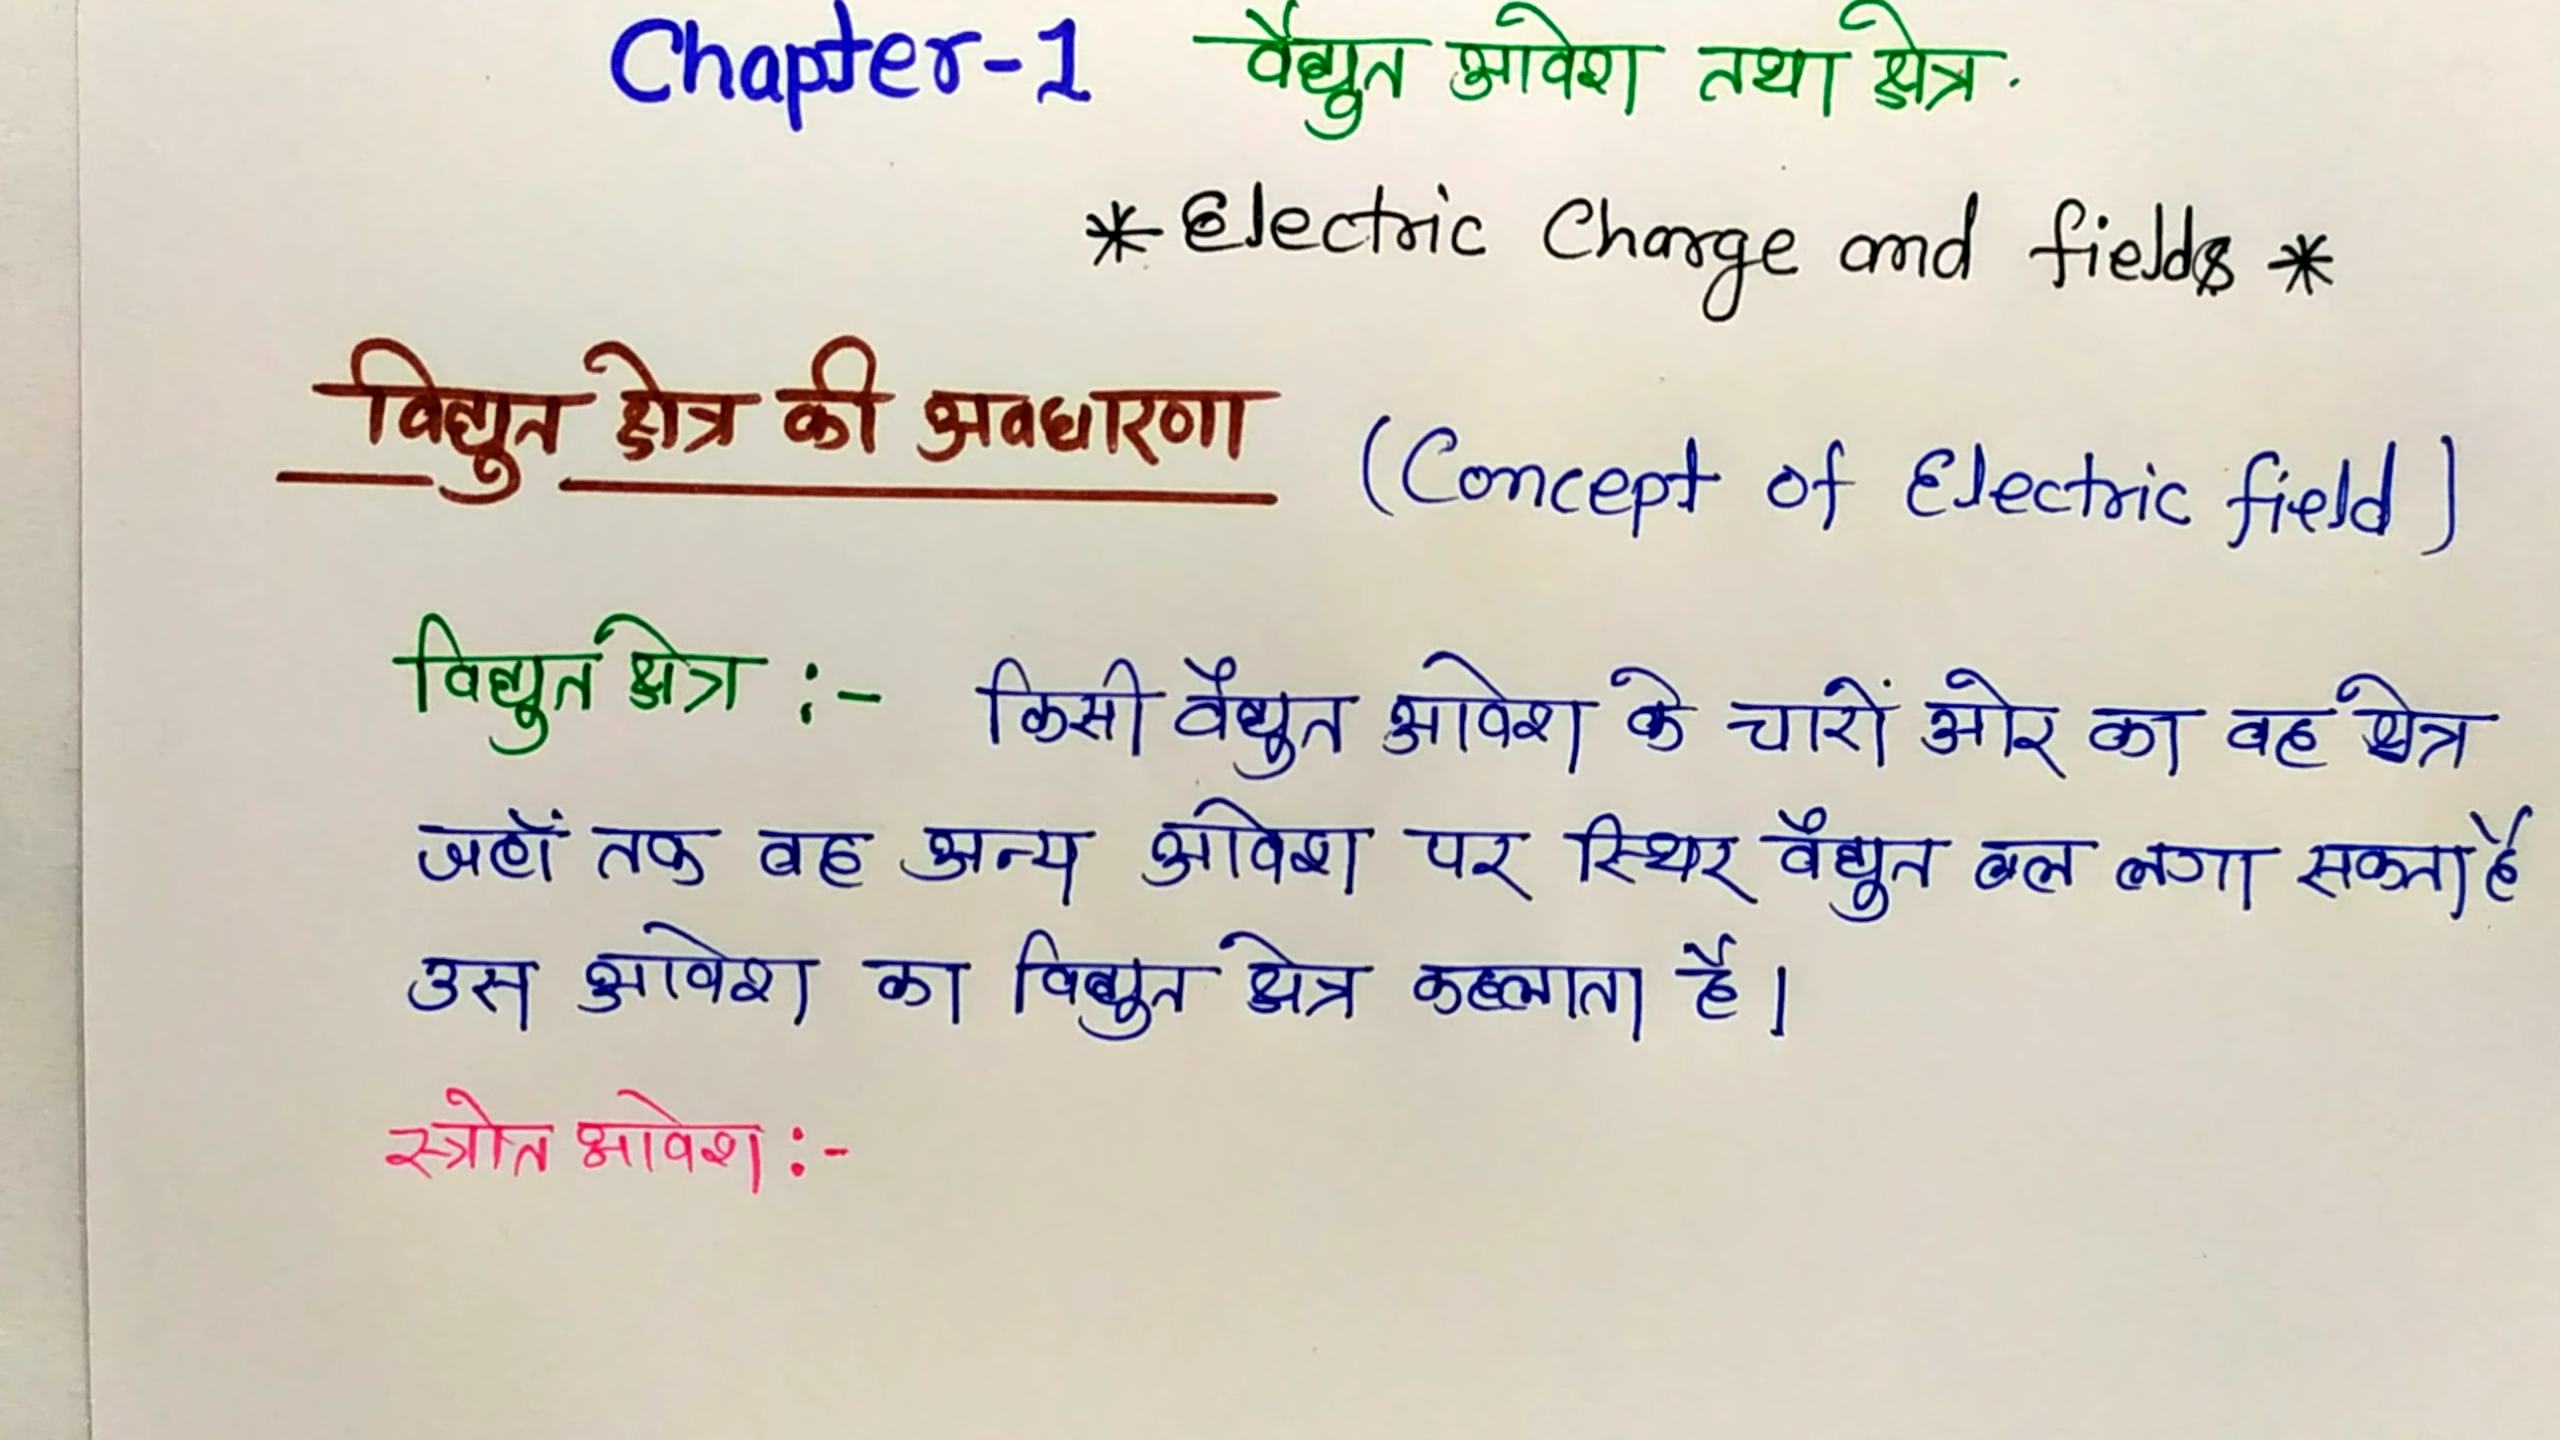 Chapter-1 वैद्युत आवेश तथा क्षेत्र.
* Electric Charge and fields *
विद्युत क्षेत्र की अवधारणा (Concept of Electric field)
विद्युत क्षेत्र :- किसी वैद्युत आवेश के चारों ओर का वह क्षेत्र
जहाँ तक वह अन्य आवेश पर स्थिर वैद्युत बल लगा सकता है
उस आवेश का विद्युत क्षेत्र कहलाता है।
स्त्रोत आवेश :-